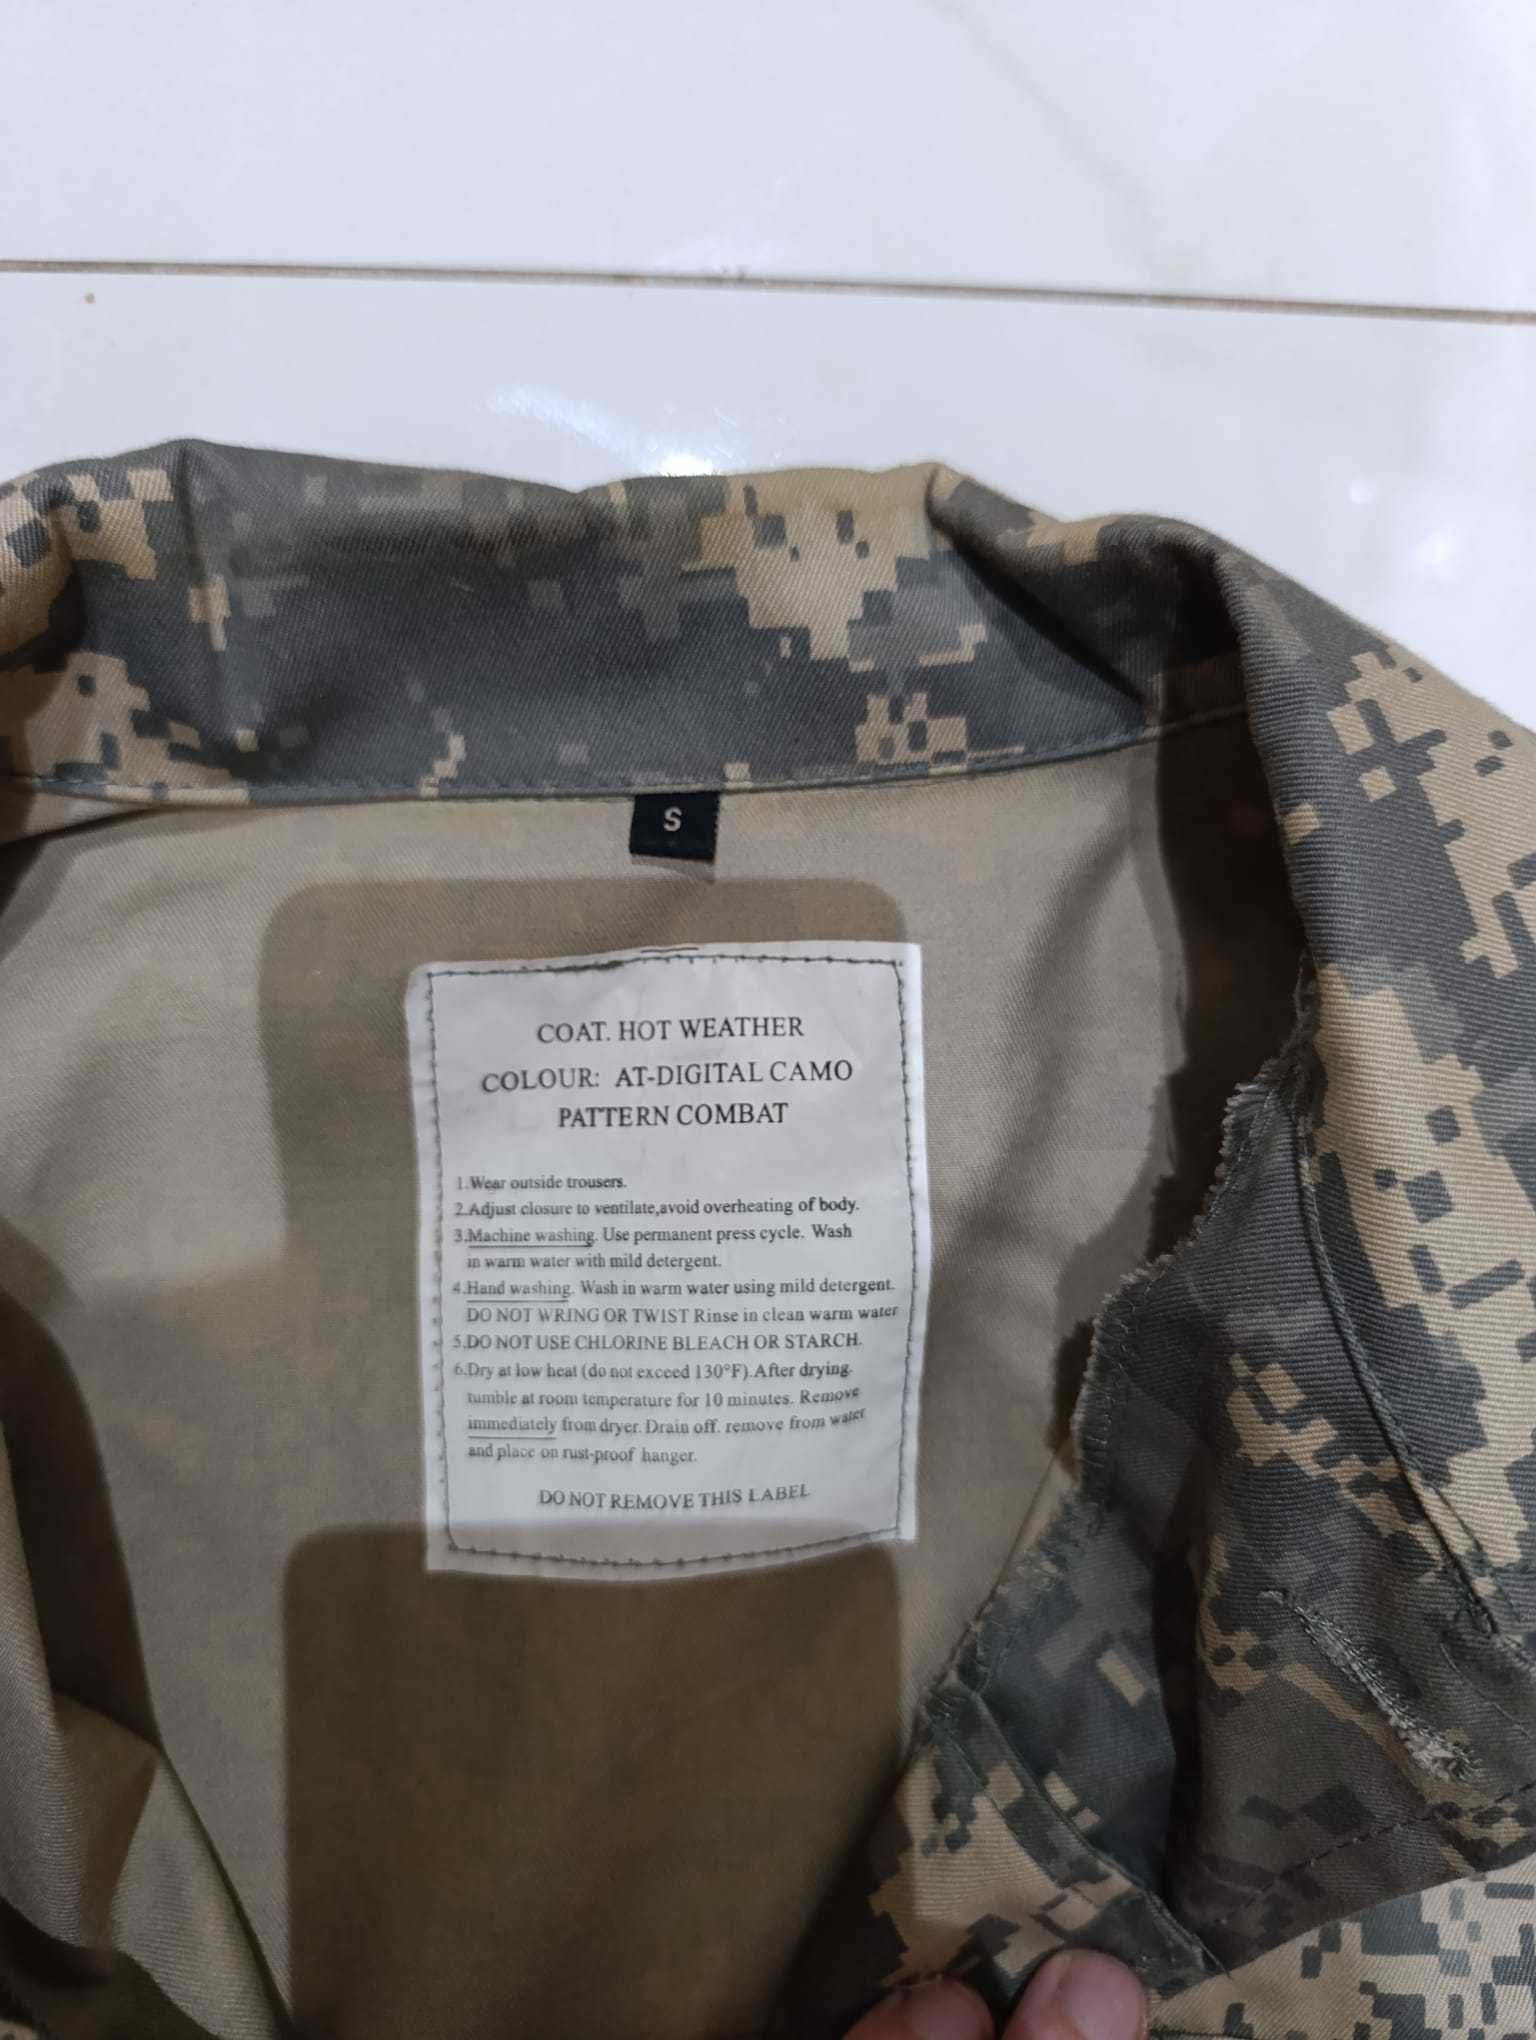 S
COAT. HOT WEATHER
COLOUR: AT-DIGITAL CAMO
PATTERN COMBAT
1.Wear outside trousers.
2.Adjust closure to ventilate,avoid overheating of body.
3.Machine washing. Use permanent press cycle. Wash
in warm water with mild detergent.
4.Hand washing. Wash in warm water using mild detergent.
DO NOT WRING OR TWIST Rinse in clean warm water
5.DO NOT USE CHLORINE BLEACH OR STARCH.
6.Dry at low heat (do not exceed 130°F).After drying.
tumble at room temperature for 10 minutes. Remove
immediately from dryer. Drain off. remove from water
and place on rust-proof hanger.
DO NOT REMOVE THIS LABEL